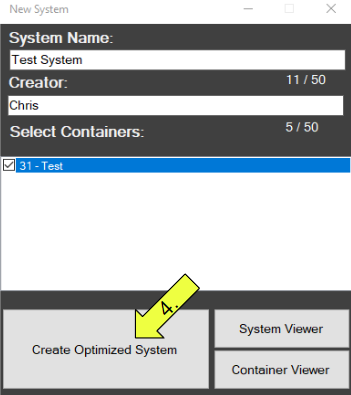 New System
System Name:
Test System
Creator:
11 / 50
Chris
Select Containers:
5 / 50
31 - Test
4.
Create Optimized System
System Viewer
Container Viewer